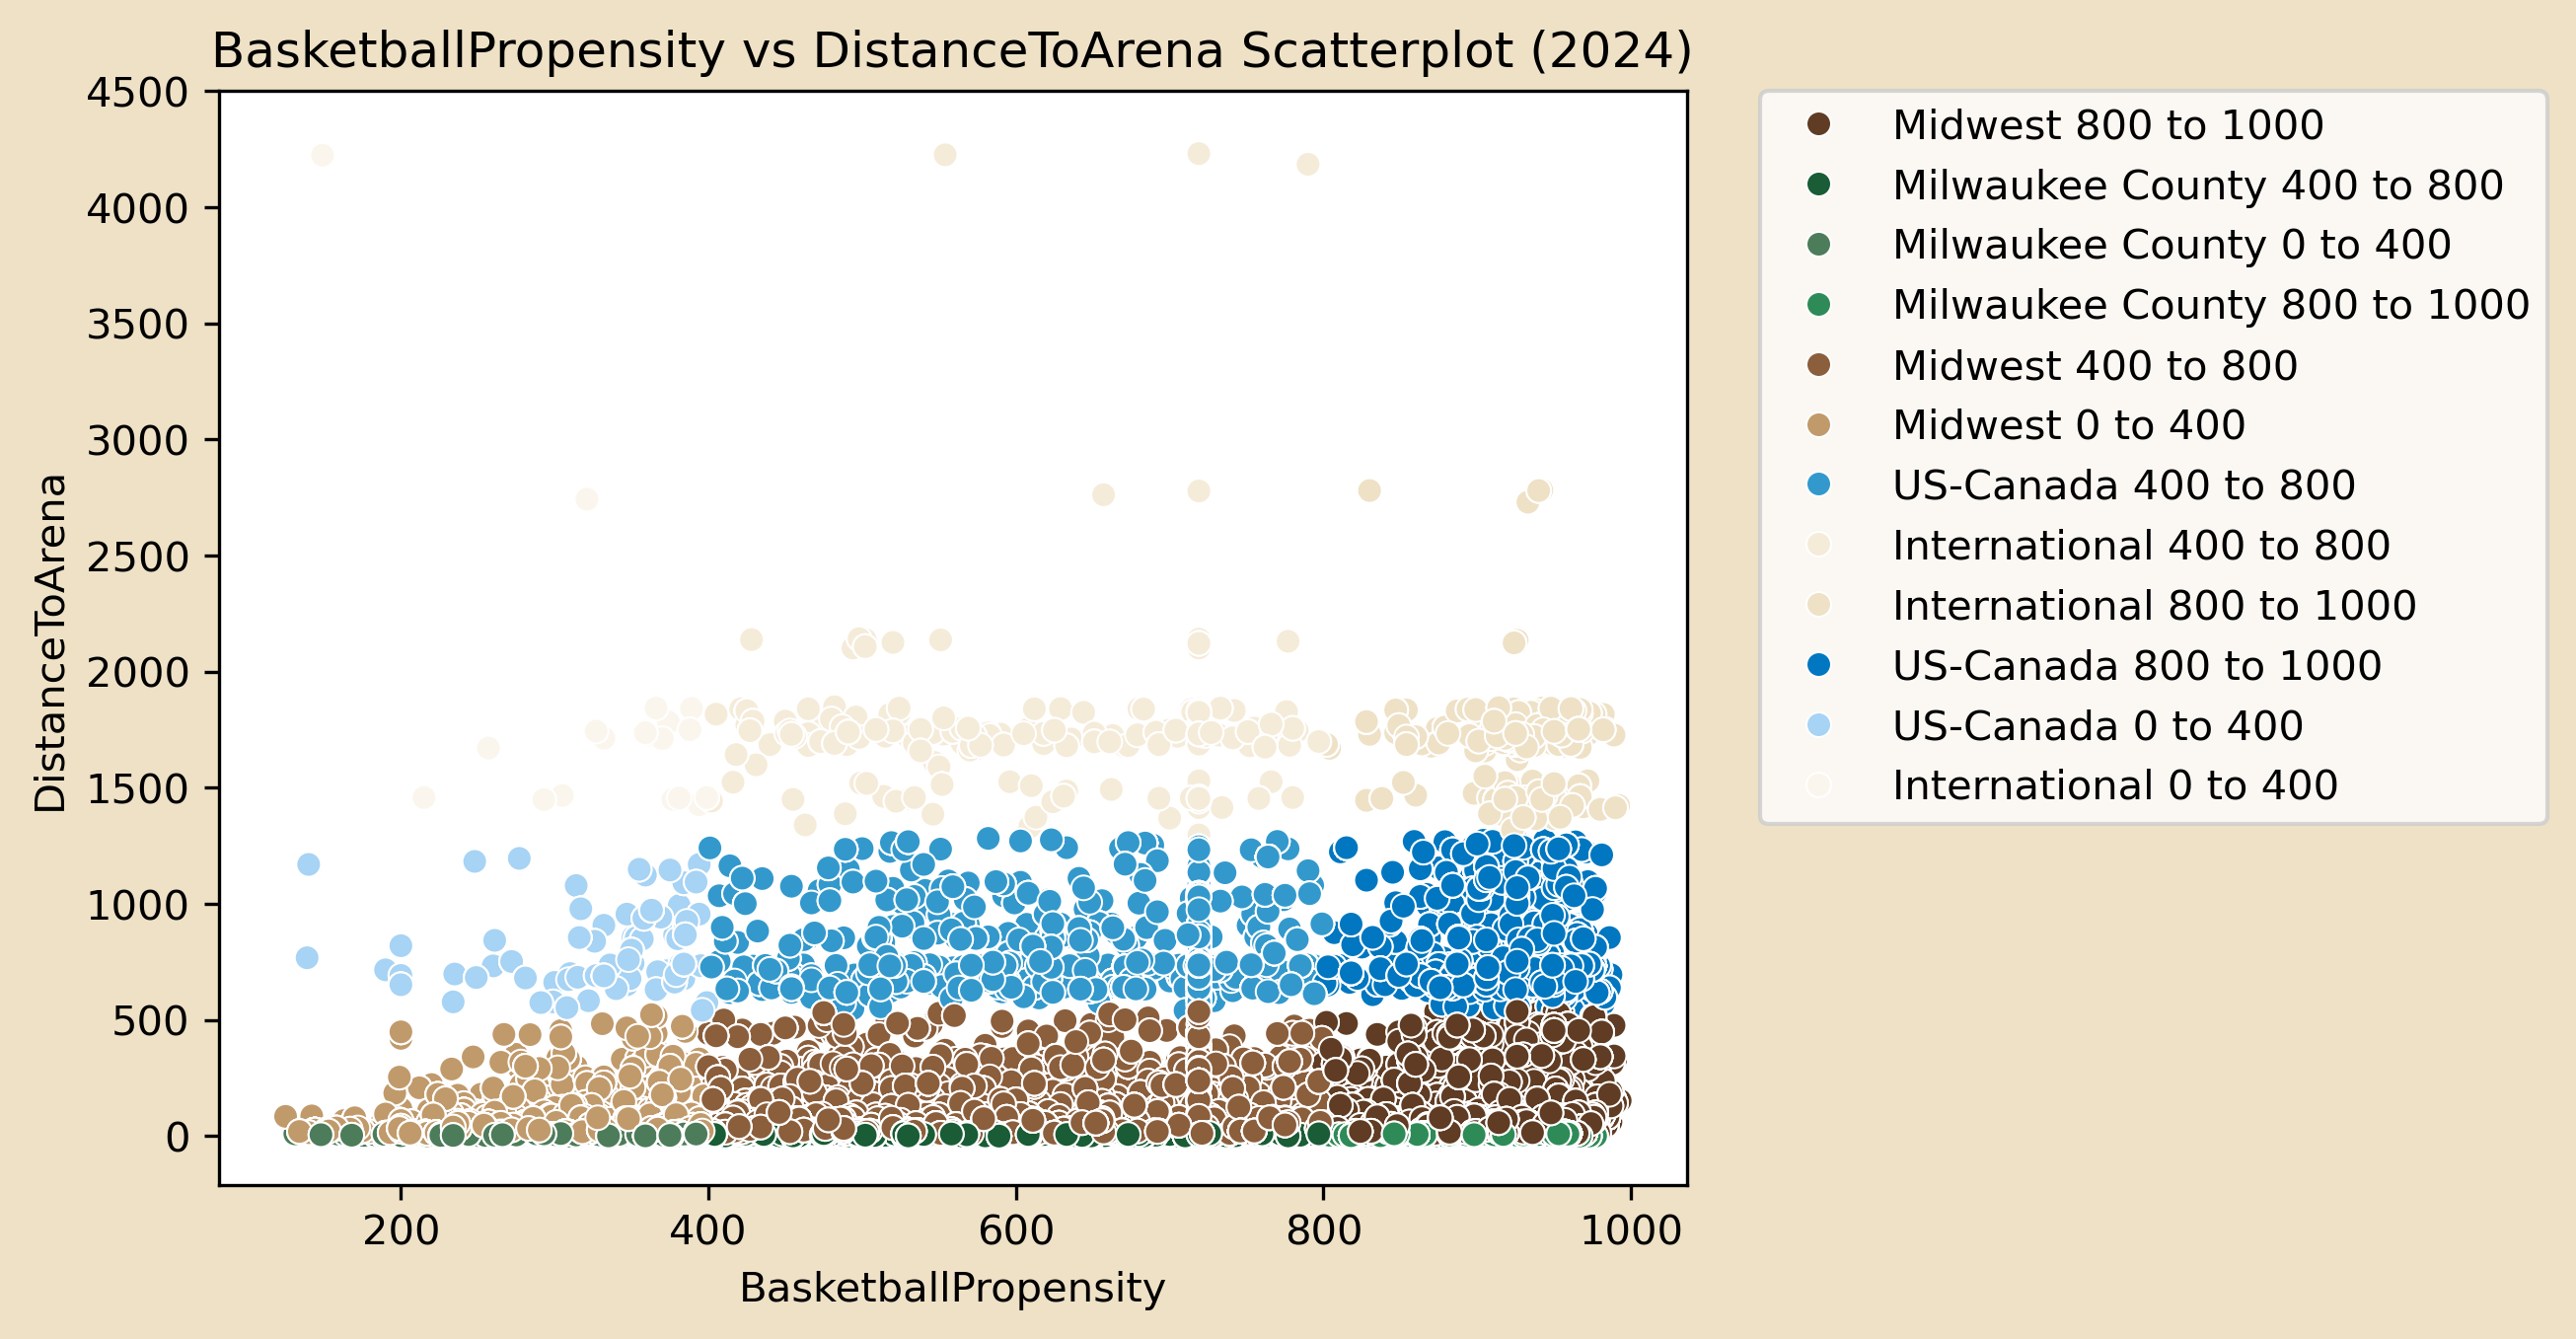 BasketballPropensity vs DistanceToArena Scatterplot (2024)
4500
4000
3500
3000
2500
2000
1500
1000
500
0
DistanceToArena
200 400 600 800 1000
BasketballPropensity
Midwest 800 to 1000
Milwaukee County 400 to 800
Milwaukee County 0 to 400
Milwaukee County 800 to 1000
Midwest 400 to 800
Midwest 0 to 400
US-Canada 400 to 800
International 400 to 800
International 800 to 1000
US-Canada 800 to 1000
US-Canada 0 to 400
International 0 to 400